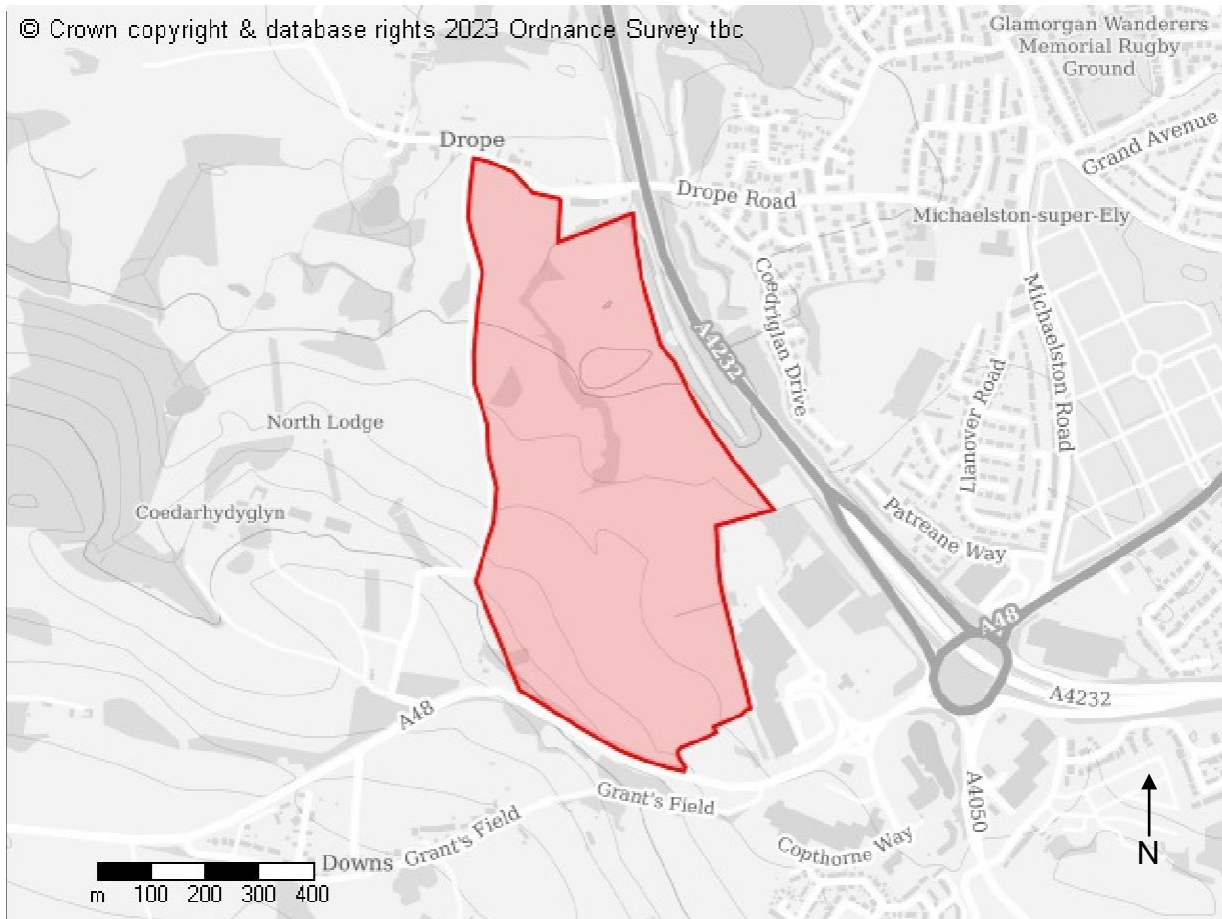 © Crown copyright & database rights 2023 Ordnance Survey tbc
Glamorgan Wanderers
Memorial Rugby
Ground
Drope
Grand Avenue
Drope Road
Michaelston-super-Ely
Coedriglan Drive
Michaelston Road
A4232
Llanover Road
North Lodge
Coedarhydyglyn
Patreane Way
A48
A4232
A48
Grant's Field
A4050
Grant's Field
Copthorne Way
Downs
m 100 200 300 400
N